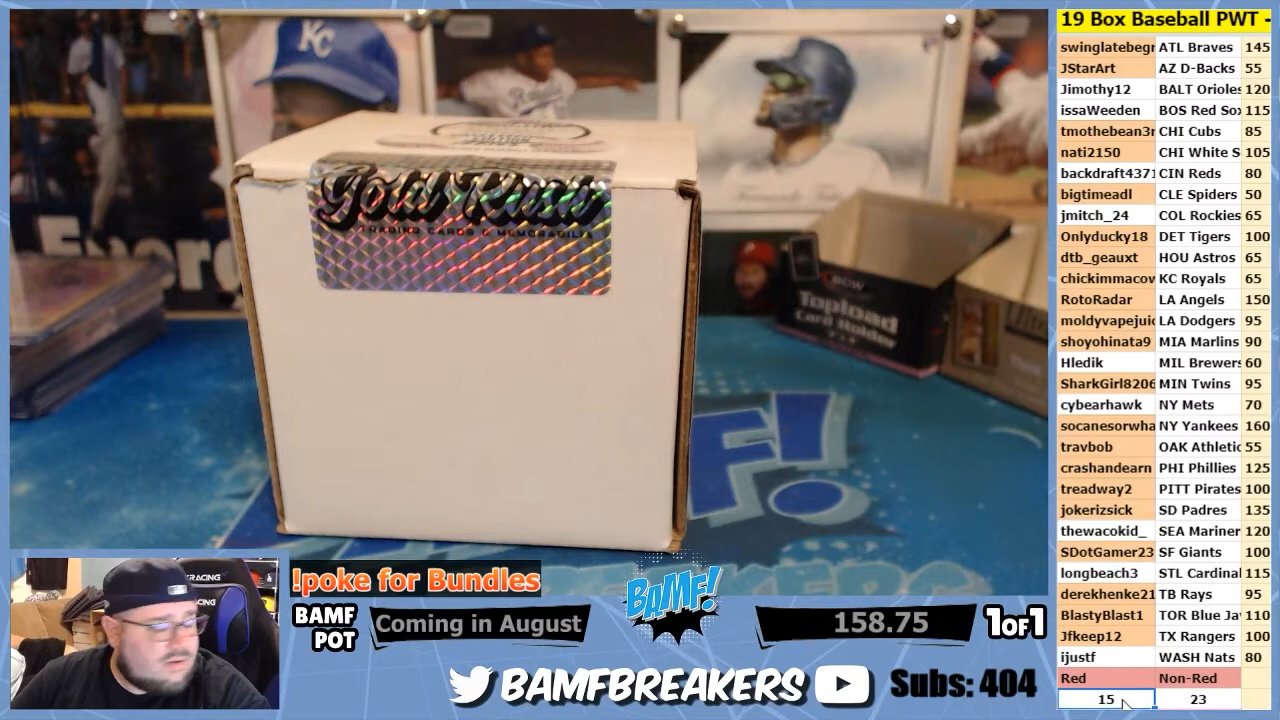 19 Box Baseball PWT -
swinglatebegr ATL Braves 145
JStarArt AZ D-Backs 55
Jimothy12 BALT Orioles 120
issaWeeden BOS Red Sox 115
tmothebean3r CHI Cubs 85
nati2150 CHI White S 105
backdraft4371 CIN Reds 80
bigtimeadl CLE Spiders 50
jmitch_24 COL Rockies 65
Onlyducky18 DET Tigers 100
dtb_geauxt HOU Astros 65
chickimmacov KC Royals 65
RotoRadar LA Angels 150
moldyvapejuic LA Dodgers 95
shoyohinata9 MIA Marlins 90
Hledik MIL Brewers 60
SharkGirl8206 MIN Twins 95
cybearhawk NY Mets 70
socanesorwha NY Yankees 160
travbob OAK Athletic 55
crashandearn PHI Phillies 125
treadway2 PITT Pirates 100
jokerizsick SD Padres 135
thewacokid_ SEA Mariner 120
SDotGamer23 SF Giants 100
longbeach3 STL Cardinal 115
derekhenke21 TB Rays 95
BlastyBlast1 TOR Blue Ja 110
Jfkeep12 TX Rangers 100
ijustf WASH Nats 80
Red Non-Red
15 23
KC
Gold Rush
TRADING CARDS & MEMORABILIA
BCW
Topload
Card Holder
F!
RACING
!poke for Bundles
BAMF POT
Coming in August
BAMF!
158.75
1OF1
BAMFBREAKERS
Subs: 404